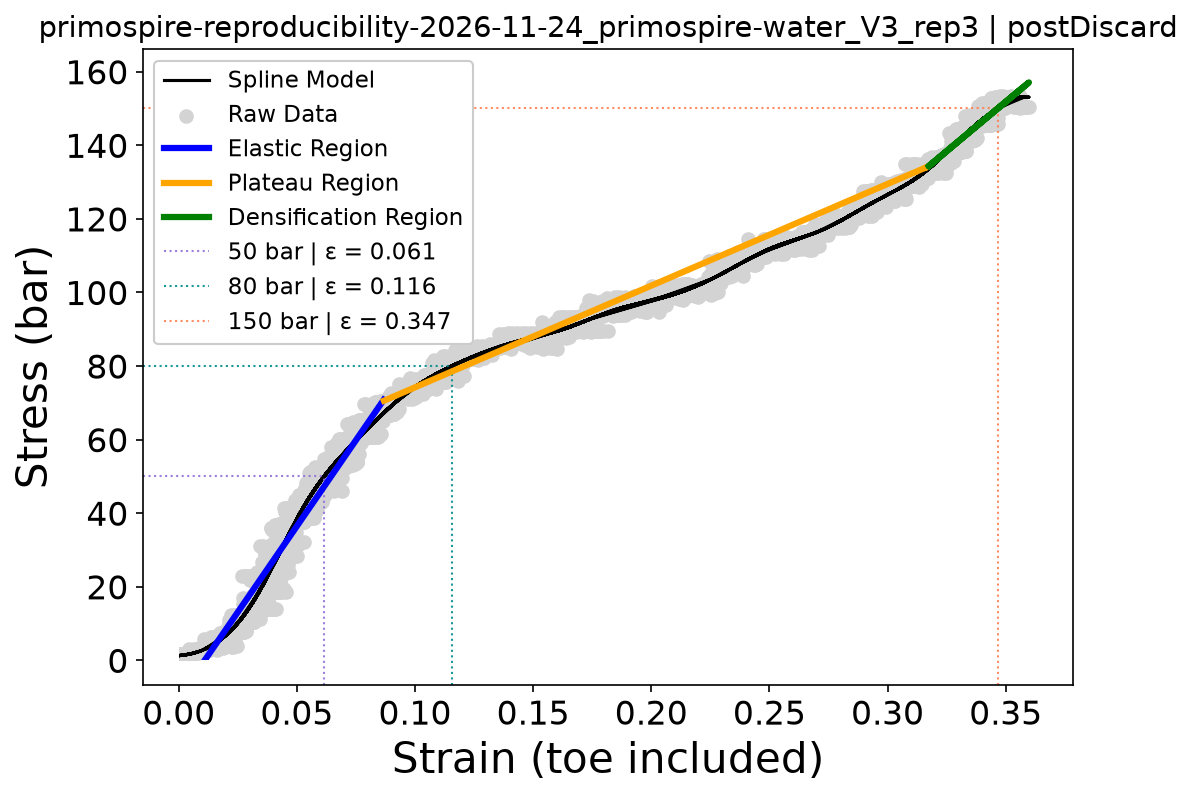 primospire-reproducibility-2026-11-24_primospire-water_V3_rep3 | postDiscard
Spline Model
Raw Data
Elastic Region
Plateau Region
Densification Region
50 bar | ε = 0.061
80 bar | ε = 0.116
150 bar | ε = 0.347
Stress (bar)
160
140
120
100
80
60
40
20
0
0.00 0.05 0.10 0.15 0.20 0.25 0.30 0.35
Strain (toe included)